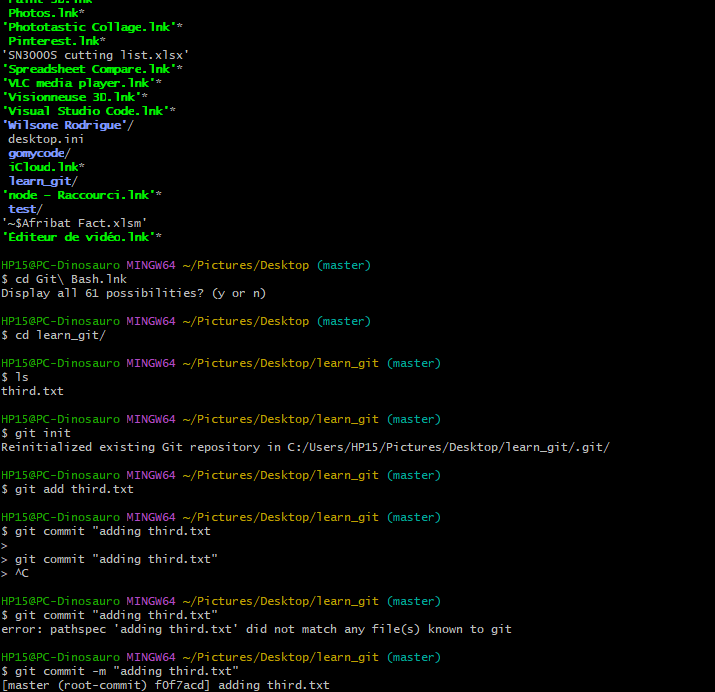 Paint 3D.lnk*
Photos.lnk*
'Phototastic Collage.lnk'*
Pinterest.lnk*
'SN3000S cutting list.xlsx'
'Spreadsheet Compare.lnk'*
'VLC media player.lnk'*
'Visionneuse 3D.lnk'*
'Visual Studio Code.lnk'*
'Wilsone Rodrigue'/
desktop.ini
gomycode/
iCloud.lnk*
learn_git/
'node - Raccourci.lnk'*
test/
'~$Afribat Fact.xlsm'
'Éditeur de vidéo.lnk'*
HP15@PC-Dinosauro MINGW64 ~/Pictures/Desktop (master)
$ cd Git\ Bash.lnk
Display all 61 possibilities? (y or n)
HP15@PC-Dinosauro MINGW64 ~/Pictures/Desktop (master)
$ cd learn_git/
HP15@PC-Dinosauro MINGW64 ~/Pictures/Desktop/learn_git (master)
$ ls
third.txt
HP15@PC-Dinosauro MINGW64 ~/Pictures/Desktop/learn_git (master)
$ git init
Reinitialized existing Git repository in C:/Users/HP15/Pictures/Desktop/learn_git/.git/
HP15@PC-Dinosauro MINGW64 ~/Pictures/Desktop/learn_git (master)
$ git add third.txt
HP15@PC-Dinosauro MINGW64 ~/Pictures/Desktop/learn_git (master)
$ git commit "adding third.txt
>
> git commit "adding third.txt"
> ^C
HP15@PC-Dinosauro MINGW64 ~/Pictures/Desktop/learn_git (master)
$ git commit "adding third.txt"
error: pathspec 'adding third.txt' did not match any file(s) known to git
HP15@PC-Dinosauro MINGW64 ~/Pictures/Desktop/learn_git (master)
$ git commit -m "adding third.txt"
[master (root-commit) f0f7acd] adding third.txt